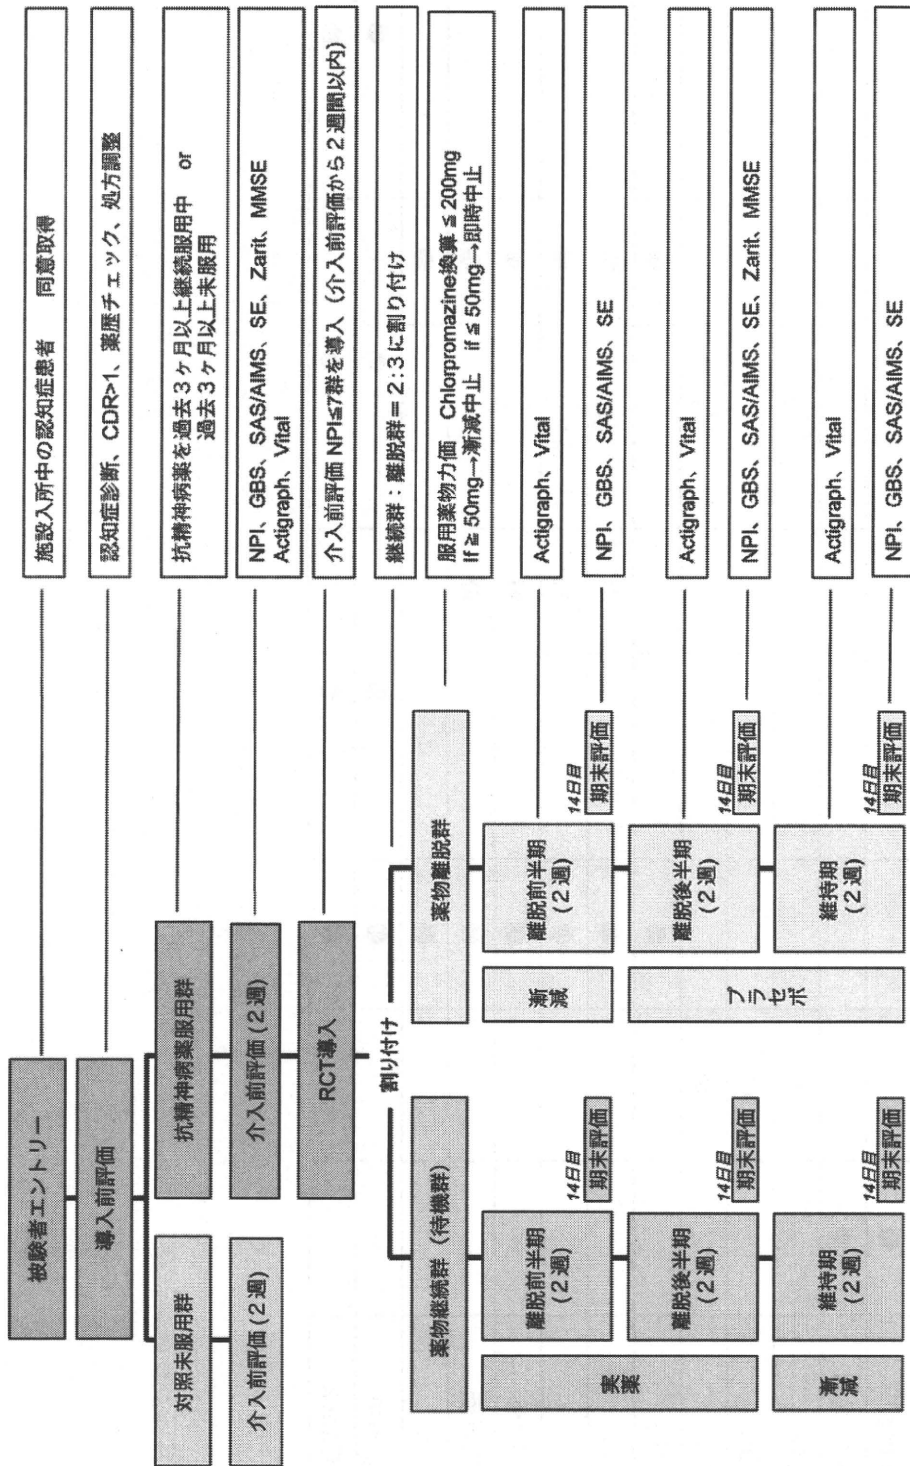 被験者エントリー
施設入所中の認知症患者 同意取得
導入前評価
認知症診断、CDR>1、薬歴チェック、処方調整
対照未服用群
抗精神病薬服用群
抗精神病薬を過去3ヶ月以上継続服用中 or
過去3ヶ月以上未服用
介入前評価(2週)
介入前評価(2週)
NPI、GBS、SAS/AIMS、SE、Zarit、MMSE
Actigraph、Vital
RCT導入
介入前評価 NPI≦7群を導入(介入前評価から2週間以内)
割り付け
継続群:離脱群=2:3に割り付け
薬物継続群(待機群)
薬物離脱群
服用薬物力価 Chlorpromazine換算≦200mg
If≧50mg→漸減中止 if≦50mg→即時中止
実薬
離脱前半期
(2週)
14日目
期末評価
漸減
離脱前半期
(2週)
14日目
期末評価
Actigraph、Vital
NPI、GBS、SAS/AIMS、SE
離脱後半期
(2週)
14日目
期末評価
プラセボ
離脱後半期
(2週)
14日目
期末評価
Actigraph、Vital
NPI、GBS、SAS/AIMS、SE、Zarit、MMSE
漸減
維持期
(2週)
14日目
期末評価
維持期
(2週)
14日目
期末評価
Actigraph、Vital
NPI、GBS、SAS/AIMS、SE